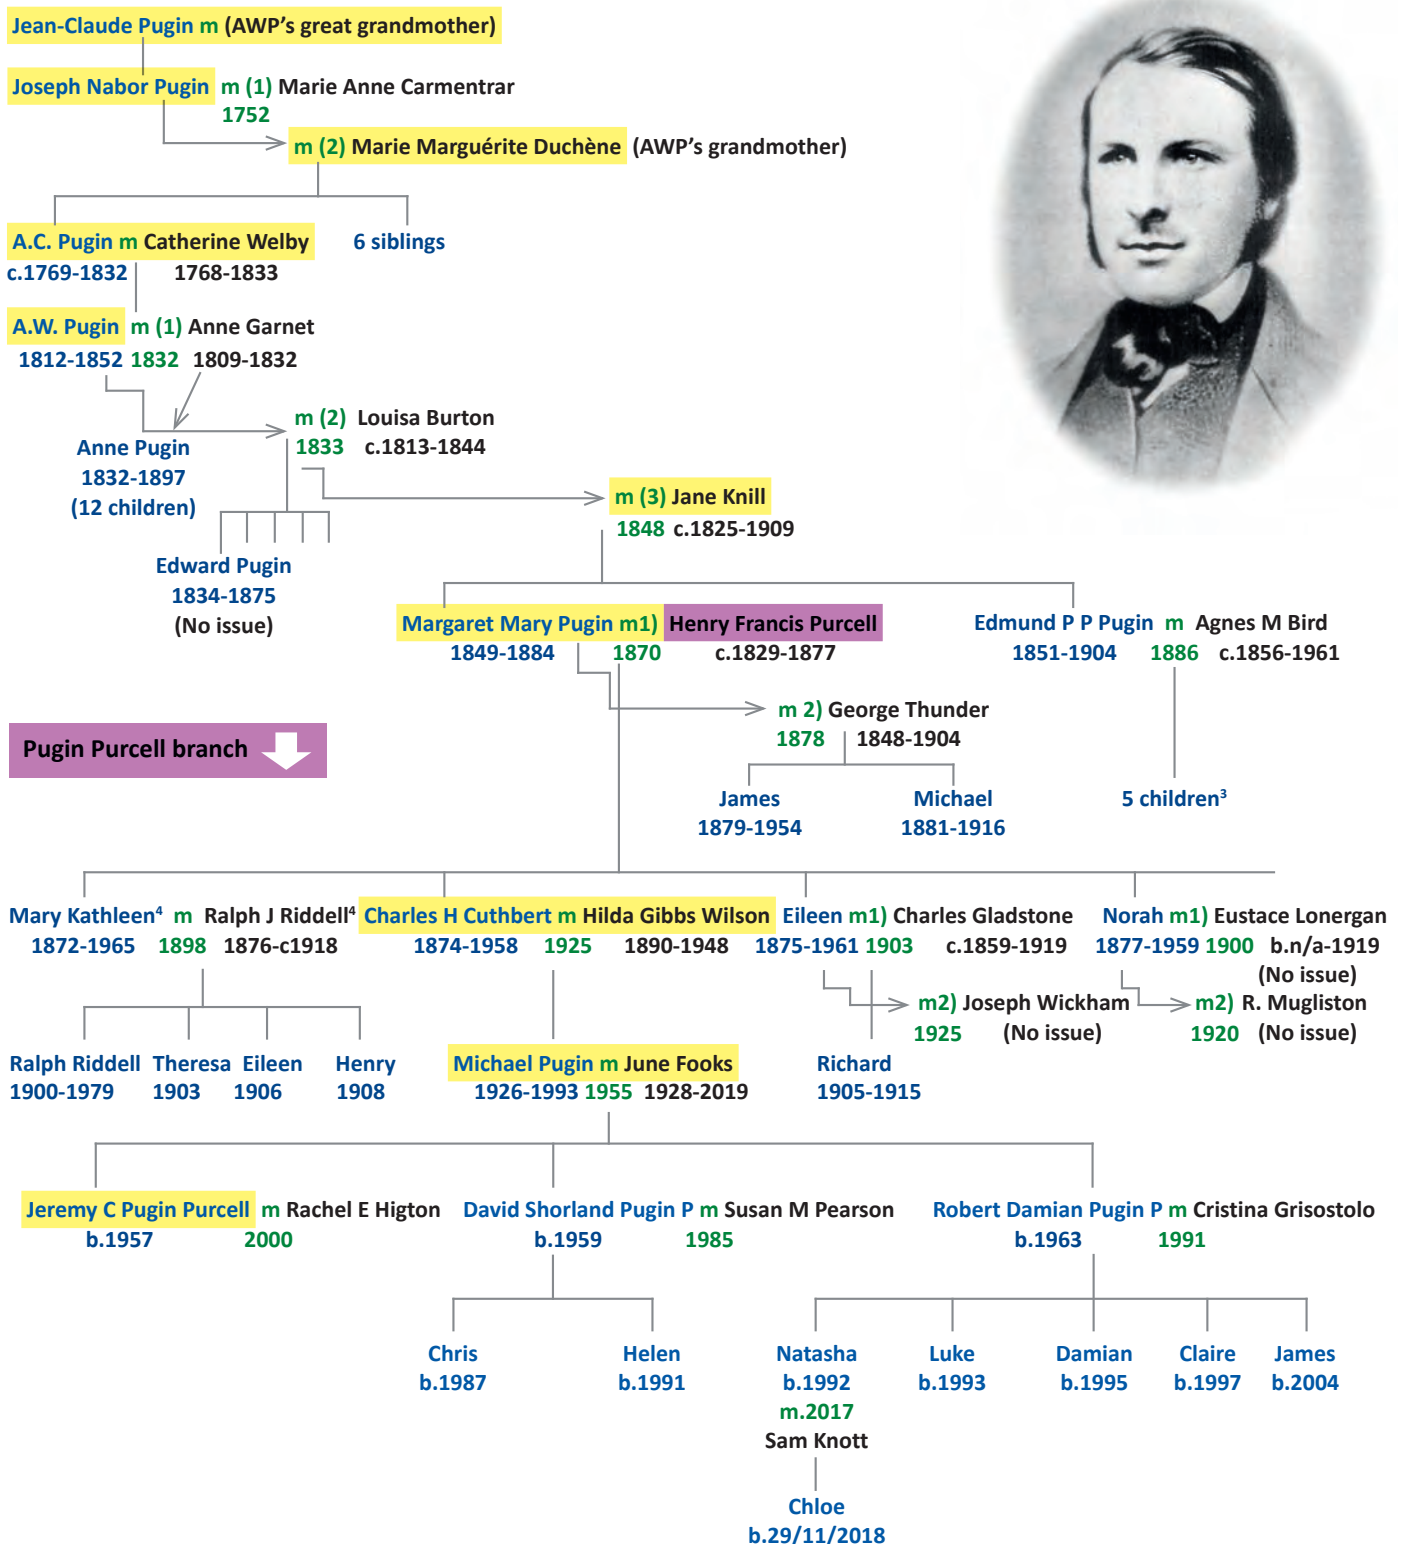 Jean-Claude Pugin m (AWP's great grandmother)
Joseph Nabor Pugin m (1) Marie Anne Carmentrar
1752
m (2) Marie Marguérite Duchène (AWP's grandmother)
A.C. Pugin m Catherine Welby 6 siblings
c.1769-1832 1768-1833
A.W. Pugin m (1) Anne Garnet
1812-1852 1832 1809-1832
m (2) Louisa Burton
1833 c.1813-1844
Anne Pugin
1832-1897
(12 children)
m (3) Jane Knill
1848 c.1825-1909
Edward Pugin
1834-1875
(No issue)
Margaret Mary Pugin m1) Henry Francis Purcell Edmund P P Pugin m Agnes M Bird
1849-1884 1870 c.1829-1877 1851-1904 1886 c.1856-1961
m 2) George Thunder
1878 1848-1904
Pugin Purcell branch
James Michael 5 children³
1879-1954 1881-1916
Mary Kathleen⁴ m Ralph J Riddell⁴ Charles H Cuthbert m Hilda Gibbs Wilson Eileen m1) Charles Gladstone Norah m1) Eustace Lonergan
1872-1965 1898 1876-c1918 1874-1958 1925 1890-1948 1875-1961 1903 c.1859-1919 1877-1959 1900 b.n/a-1919
(No issue)
m2) Joseph Wickham m2) R. Mugliston
1925 (No issue) 1920 (No issue)
Ralph Riddell Theresa Eileen Henry Michael Pugin m June Fooks Richard
1900-1979 1903 1906 1908 1926-1993 1955 1928-2019 1905-1915
Jeremy C Pugin Purcell m Rachel E Higton David Shorland Pugin P m Susan M Pearson Robert Damian Pugin P m Cristina Grisostolo
b.1957 2000 b.1959 1985 b.1963 1991
Chris Helen Natasha Luke Damian Claire James
b.1987 b.1991 b.1992 b.1993 b.1995 b.1997 b.2004
m.2017
Sam Knott
Chloe
b.29/11/2018